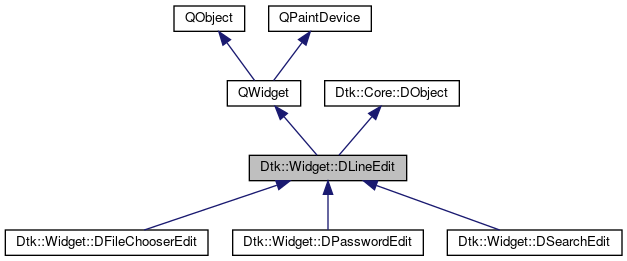 QObject
QPaintDevice
QWidget
Dtk::Core::DObject
Dtk::Widget::DLineEdit
Dtk::Widget::DFileChooserEdit
Dtk::Widget::DPasswordEdit
Dtk::Widget::DSearchEdit